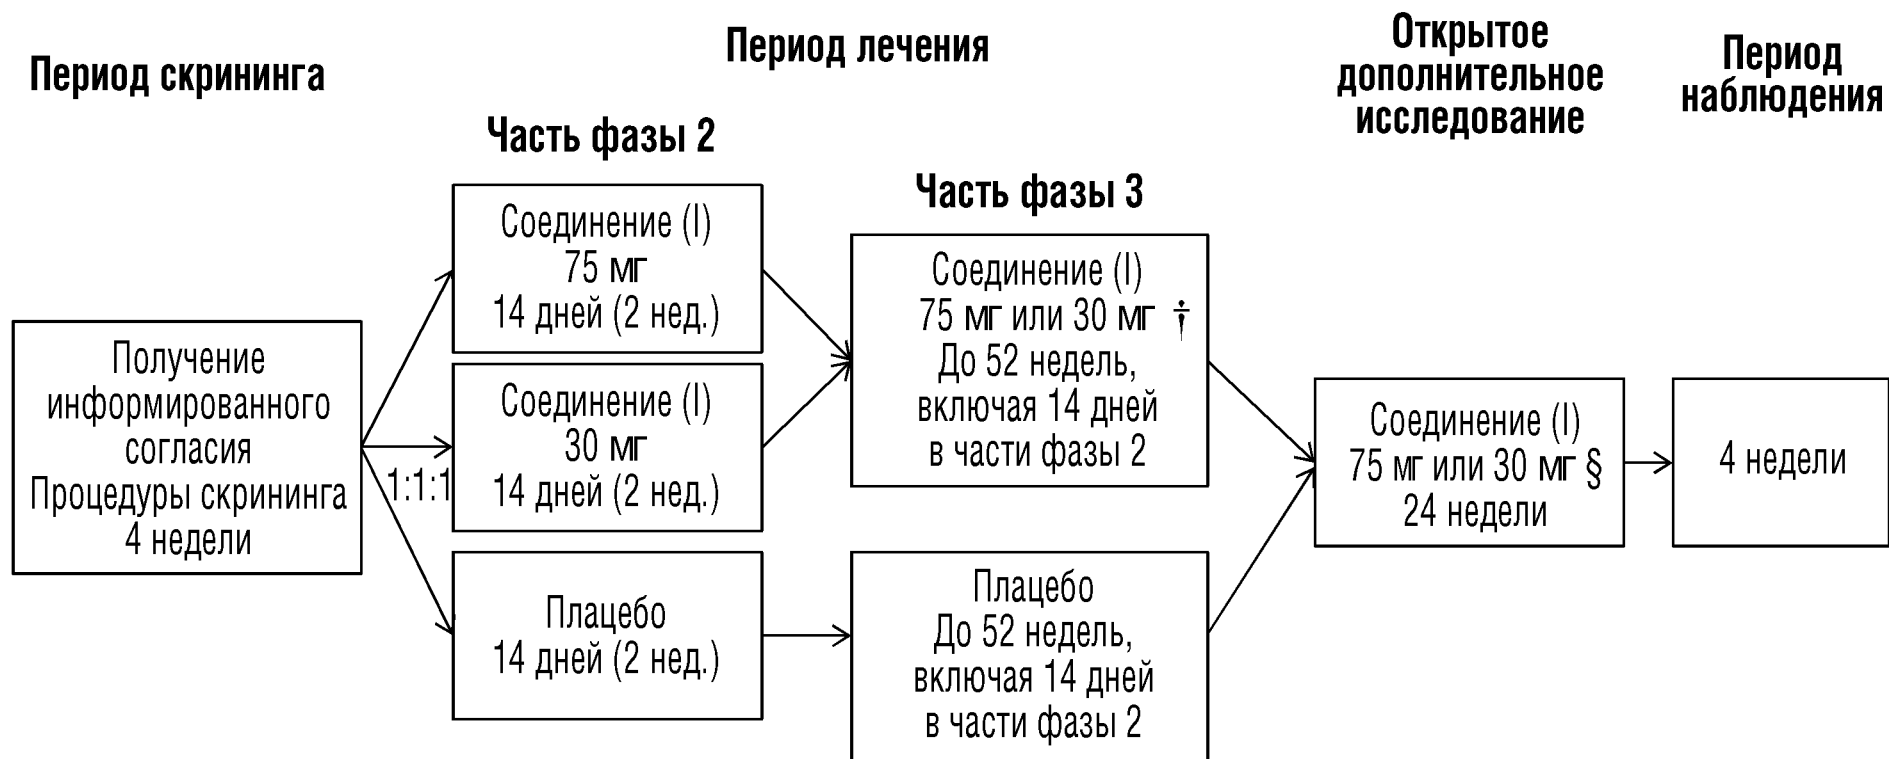 Период скрининга
Период лечения
Открытое
дополнительное
исследование
Период
наблюдения
Часть фазы 2
Часть фазы 3
Получение
информированного
согласия
Процедуры скрининга
4 недели
1:1:1
Соединение (I)
75 мг
14 дней (2 нед.)
Соединение (I)
30 мг
14 дней (2 нед.)
Плацебо
14 дней (2 нед.)
Соединение (I)
75 мг или 30 мг †
До 52 недель,
включая 14 дней
в части фазы 2
Плацебо
До 52 недель,
включая 14 дней
в части фазы 2
Соединение (I)
75 мг или 30 мг §
24 недели
4 недели